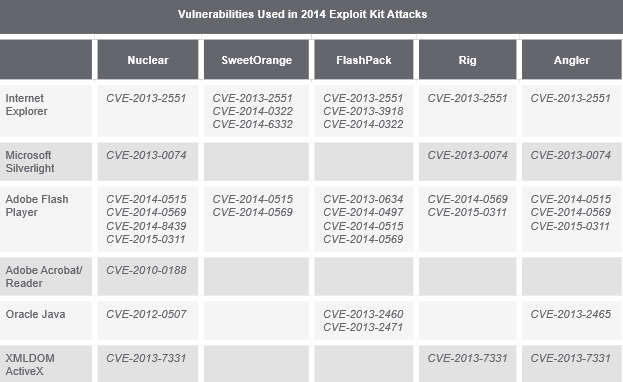 Vulnerabilities Used in 2014 Exploit Kit Attacks
Nuclear SweetOrange FlashPack Rig Angler
Internet Explorer CVE-2013-2551 CVE-2013-2551 CVE-2013-2551 CVE-2013-2551 CVE-2013-2551
CVE-2014-0322 CVE-2013-3918
CVE-2014-6332 CVE-2014-0322
Microsoft Silverlight CVE-2013-0074 CVE-2013-0074 CVE-2013-0074
Adobe Flash Player CVE-2014-0515 CVE-2014-0515 CVE-2013-0634 CVE-2014-0569 CVE-2014-0515
CVE-2014-0569 CVE-2014-0569 CVE-2014-0497 CVE-2015-0311 CVE-2014-0569
CVE-2014-8439 CVE-2014-0515 CVE-2015-0311
CVE-2015-0311 CVE-2014-0569
Adobe Acrobat/ Reader CVE-2010-0188
Oracle Java CVE-2012-0507 CVE-2013-2460 CVE-2013-2465
CVE-2013-2471
XMLDOM ActiveX CVE-2013-7331 CVE-2013-7331 CVE-2013-7331